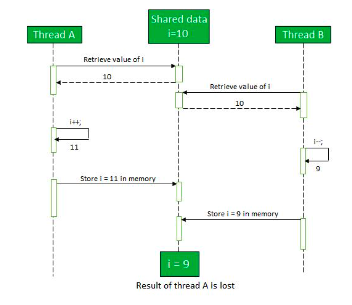 Thread A
Shared data
i=10
Thread B
Retrieve value of i
10
Retrieve value of i
10
i++;
11
i--;
9
Store i = 11 in memory
Store i = 9 in memory
i = 9
Result of thread A is lost